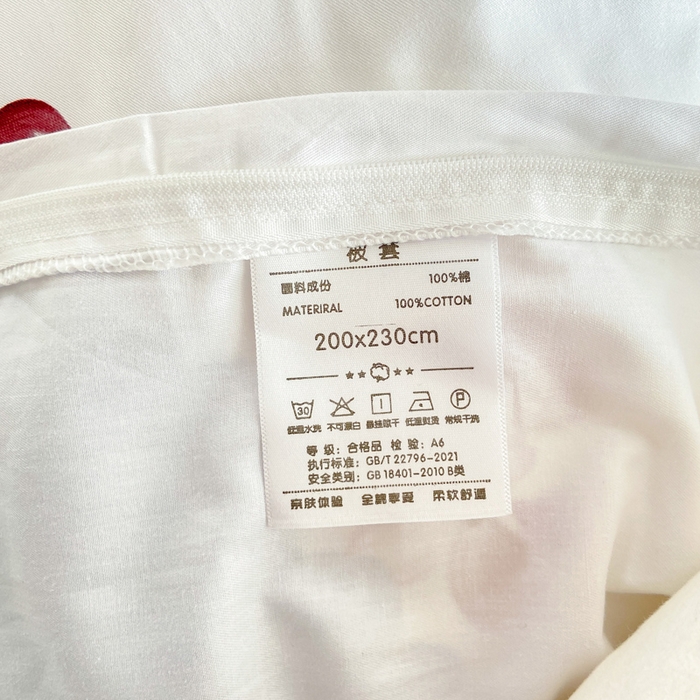 被套
面料成份 100%棉
MATERIRAL 100%COTTON
200x230cm
30
低温水洗 不可漂白 悬挂晾干 低温熨烫 P 常规干洗
等 级: 合格品 检 验: A6
执行标准: GB/T 22796-2021
安全类别: GB 18401-2010 B类
亲肤体验 全棉享受 柔软舒适